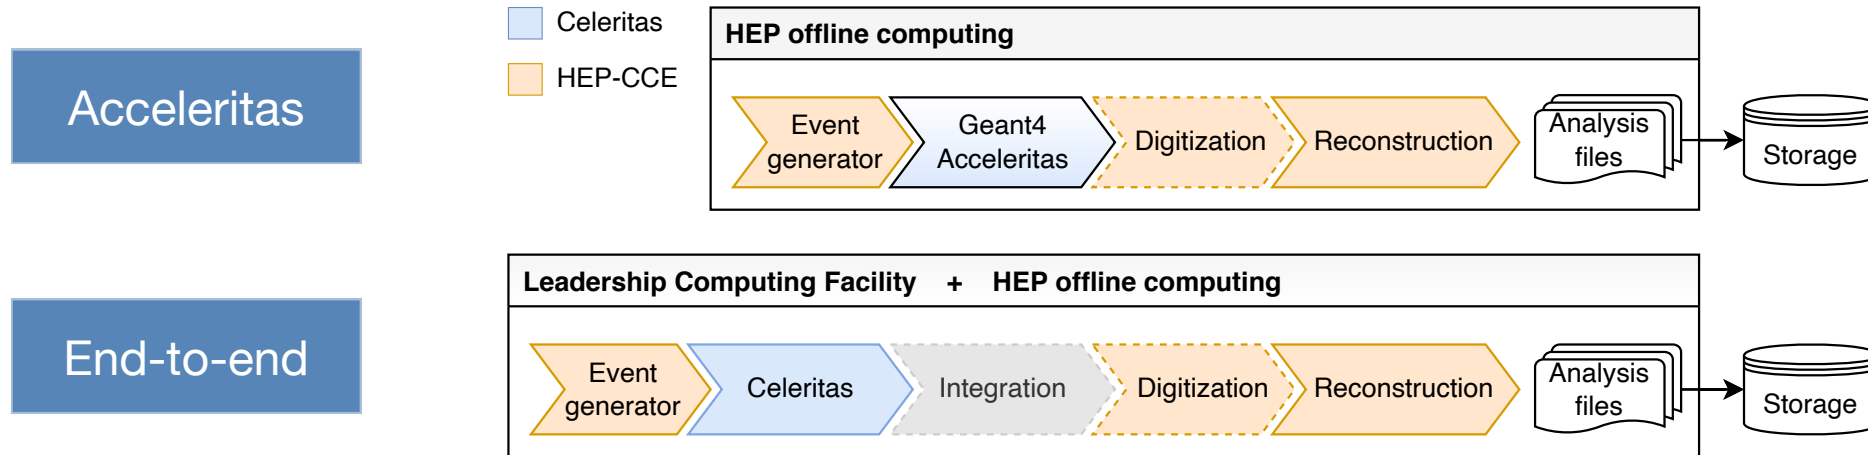 Celeritas
HEP-CCE
Acceleritas
HEP offline computing
Event
generator
Geant4
Acceleritas
Digitization
Reconstruction
Analysis
files
Storage
End-to-end
Leadership Computing Facility + HEP offline computing
Event
generator
Celeritas
Integration
Digitization
Reconstruction
Analysis
files
Storage